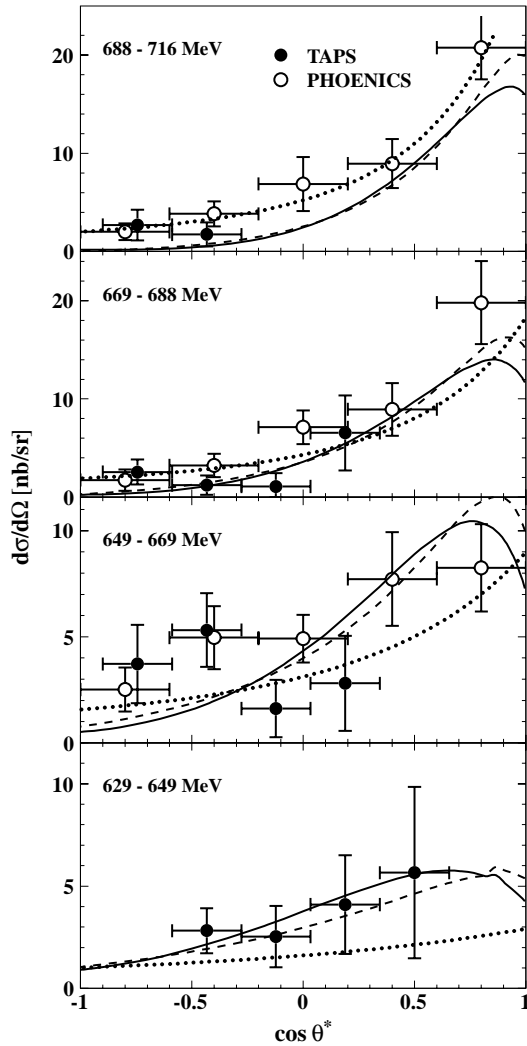 688 - 716 MeV
TAPS
PHOENICS
20
10
0
669 - 688 MeV
20
10
0
649 - 669 MeV
10
5
0
629 - 649 MeV
10
5
0
-1 -0.5 0 0.5 1
cos θ*
dσ/dΩ [nb/sr]